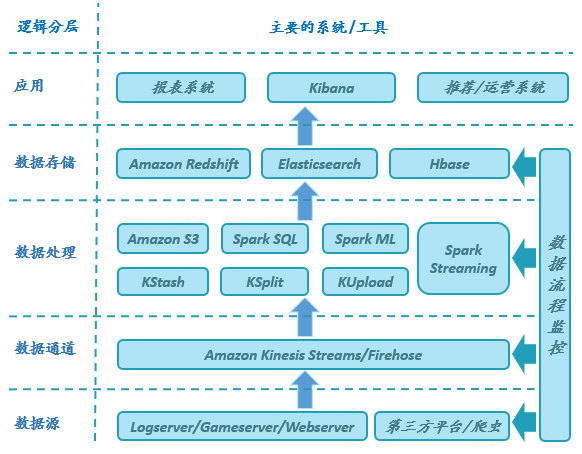 逻辑分层
主要的系统/工具
应用
报表系统
Kibana
推荐/运营系统
数据存储
Amazon Redshift
Elasticsearch
Hbase
数据处理
Amazon S3
Spark SQL
Spark ML
Spark
Streaming
KStash
KSplit
KUpload
数据通道
Amazon Kinesis Streams/Firehose
数据源
Logserver/Gameserver/Webserver
第三方平台/爬虫
数据流程监控